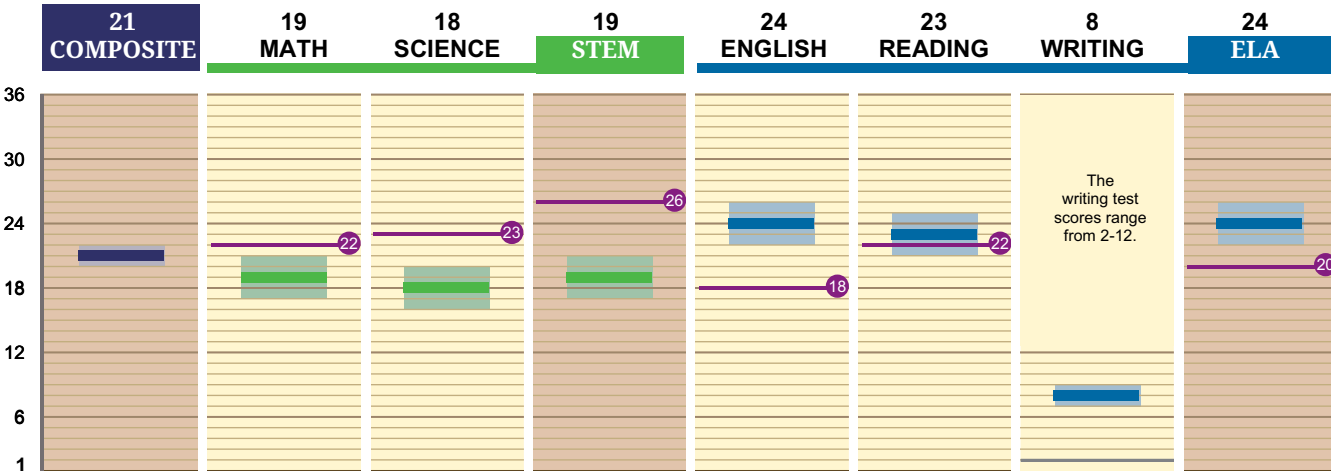 21 19 18 19 24 23 8 24
COMPOSITE MATH SCIENCE STEM ENGLISH READING WRITING ELA
36
30
26
The
writing test
scores range
from 2-12.
24
23
22
22
20
18
18
12
6
1